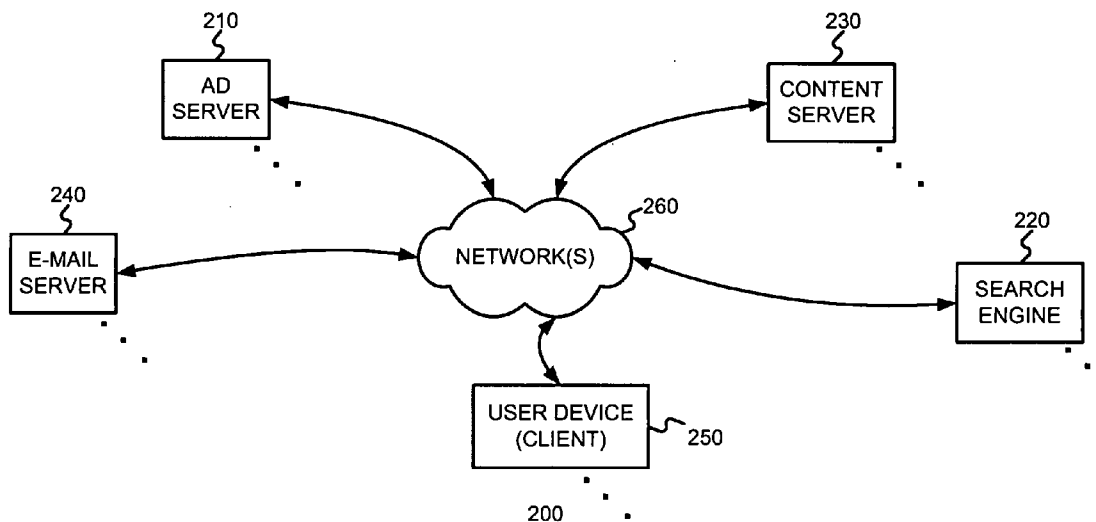 210
AD
SERVER
230
CONTENT
SERVER
240
E-MAIL
SERVER
260
NETWORK(S)
220
SEARCH
ENGINE
USER DEVICE
(CLIENT)
250
200